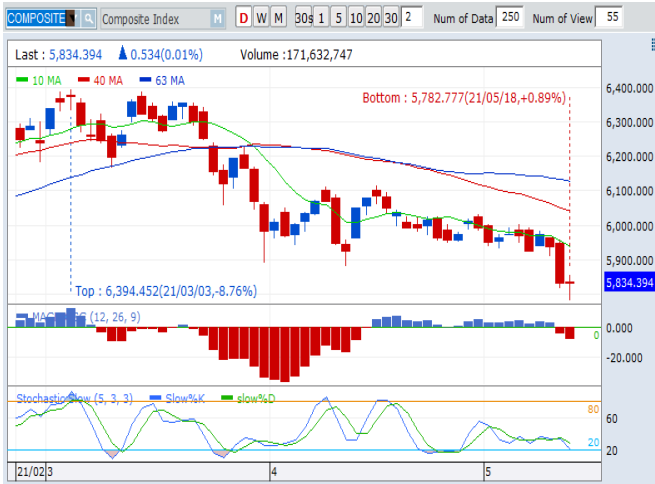 COMPOSITE Composite Index M D W M 30s 1 5 10 20 30 2 Num of Data 250 Num of View 55
Last : 5,834.394 ▲ 0.534(0.01%) Volume :171,632,747
10 MA 40 MA 63 MA
Bottom : 5,782.777(21/05/18,+0.89%)
6,400.000
6,300.000
6,200.000
6,100.000
6,000.000
5,900.000
5,834.394
Top : 6,394.452(21/03/03,-8.76%)
(12, 26, 9)
0 0.000
-20.000
StochasticSlow (5, 3, 3) Slow%K slow%D
80
60
20 20
21/02 3 4 5